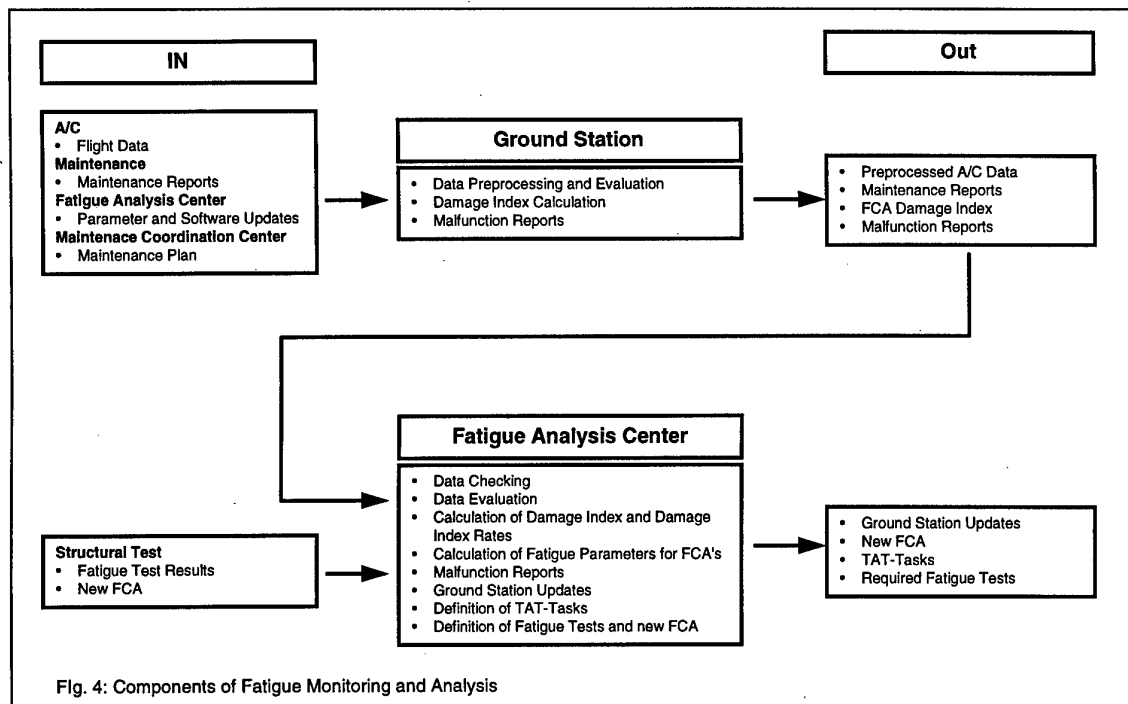 IN
Out
A/C
• Flight Data
Maintenance
• Maintenance Reports
Fatigue Analysis Center
• Parameter and Software Updates
Maintenace Coordination Center
• Maintenance Plan
Ground Station
• Data Preprocessing and Evaluation
• Damage Index Calculation
• Malfunction Reports
• Preprocessed A/C Data
• Maintenance Reports
• FCA Damage Index
• Malfunction Reports
Structural Test
• Fatigue Test Results
• New FCA
Fatigue Analysis Center
• Data Checking
• Data Evaluation
• Calculation of Damage Index and Damage
Index Rates
• Calculation of Fatigue Parameters for FCA's
• Malfunction Reports
• Ground Station Updates
• Definition of TAT-Tasks
• Definition of Fatigue Tests and new FCA
• Ground Station Updates
• New FCA
• TAT-Tasks
• Required Fatigue Tests
Fig. 4: Components of Fatigue Monitoring and Analysis